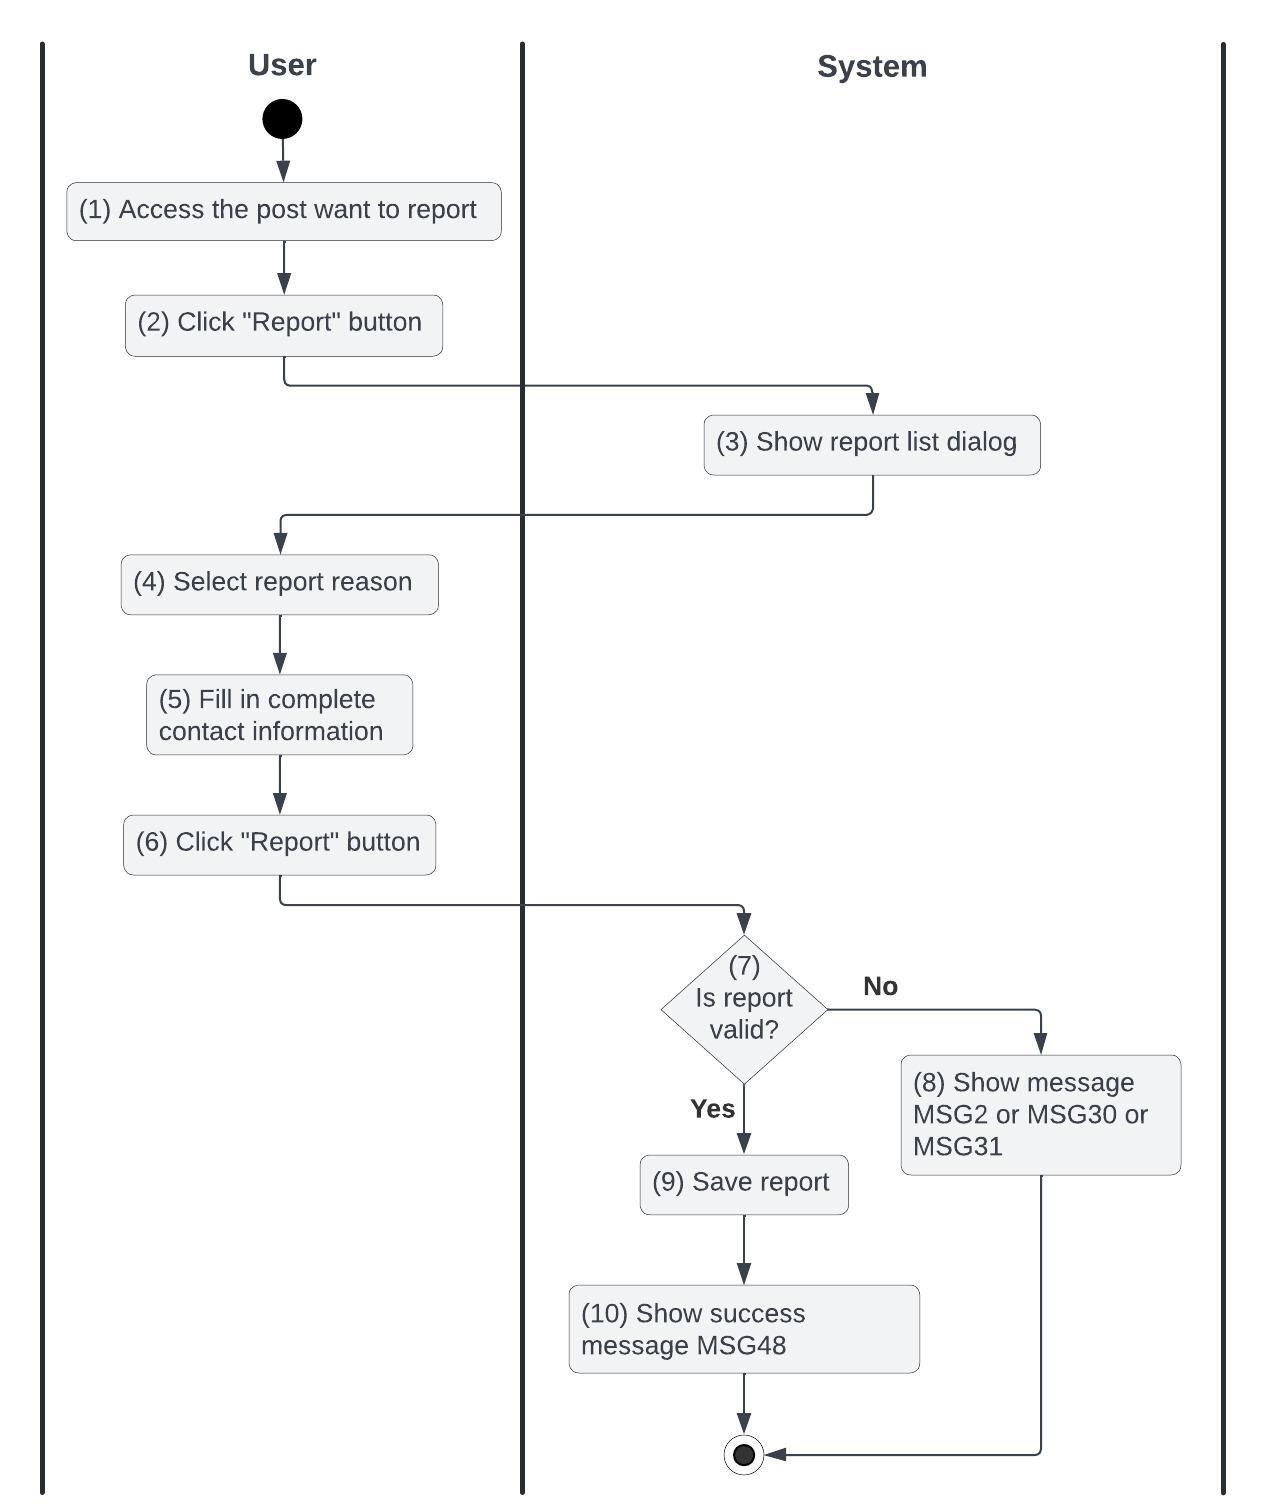 User
System
(1) Access the post want to report
(2) Click "Report" button
(3) Show report list dialog
(4) Select report reason
(5) Fill in complete
contact information
(6) Click "Report" button
(7)
Is report
valid?
No
Yes
(8) Show message
MSG2 or MSG30 or
MSG31
(9) Save report
(10) Show success
message MSG48